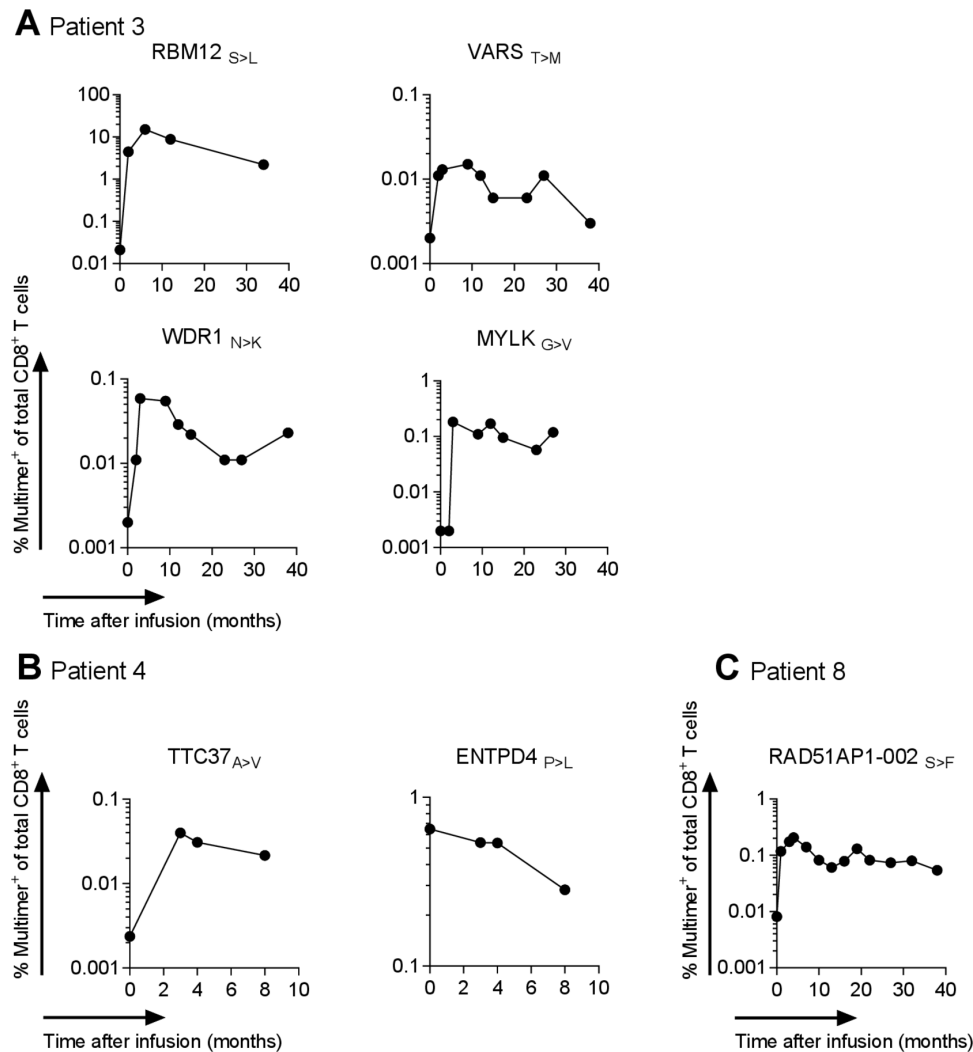 A Patient 3
RBM12 S>L
VARS T>M
100
10
1
0.1
0.01
0 10 20 30 40
0.1
0.01
0.001
0 10 20 30 40
WDR1 N>K
MYLK G>V
% Multimer+ of total CD8+ T cells
0.1
0.01
0.001
0 10 20 30 40
1
0.1
0.01
0.001
0 10 20 30 40
Time after infusion (months)
B Patient 4
C Patient 8
% Multimer+ of total CD8+ T cells
TTC37 A>V
ENTPD4 P>L
% Multimer+ of total CD8+ T cells
RAD51AP1-002 S>F
0.1
0.01
0.001
0 2 4 6 8 10
1
0.1
0 2 4 6 8 10
1
0.1
0.01
0.001
0 10 20 30 40
Time after infusion (months)
Time after infusion (months)